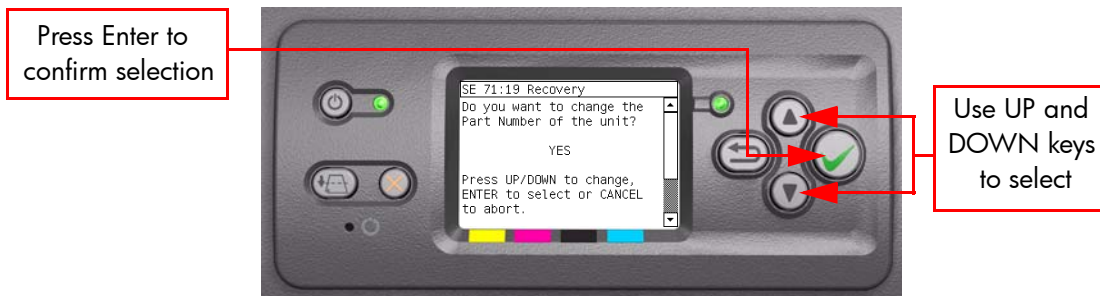 Press Enter to
confirm selection
SE 71:19 Recovery
Do you want to change the
Part Number of the unit?
YES
Press UP/DOWN to change,
ENTER to select or CANCEL
to abort.
Use UP and
DOWN keys
to select